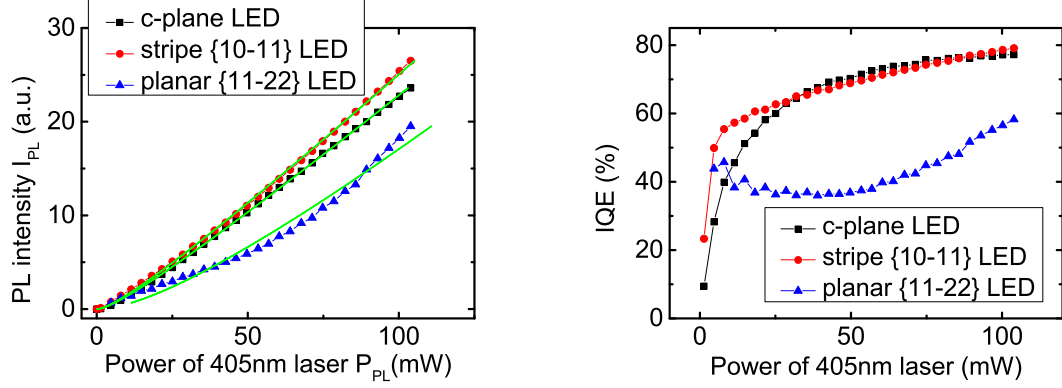 c-plane LED
stripe {10-11} LED
planar {11-22} LED
PL intensity I_PL (a.u.)
30
20
10
0
0 50 100
Power of 405nm laser P_PL(mW)
IQE (%)
80
60
40
20
0
c-plane LED
stripe {10-11} LED
planar {11-22} LED
0 50 100
Power of 405nm laser (mW)